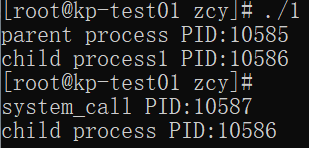 [root@kp-test01 zcy]# ./1
parent process PID:10585
child process1 PID:10586
[root@kp-test01 zcy]#
system_call PID:10587
child process PID:10586